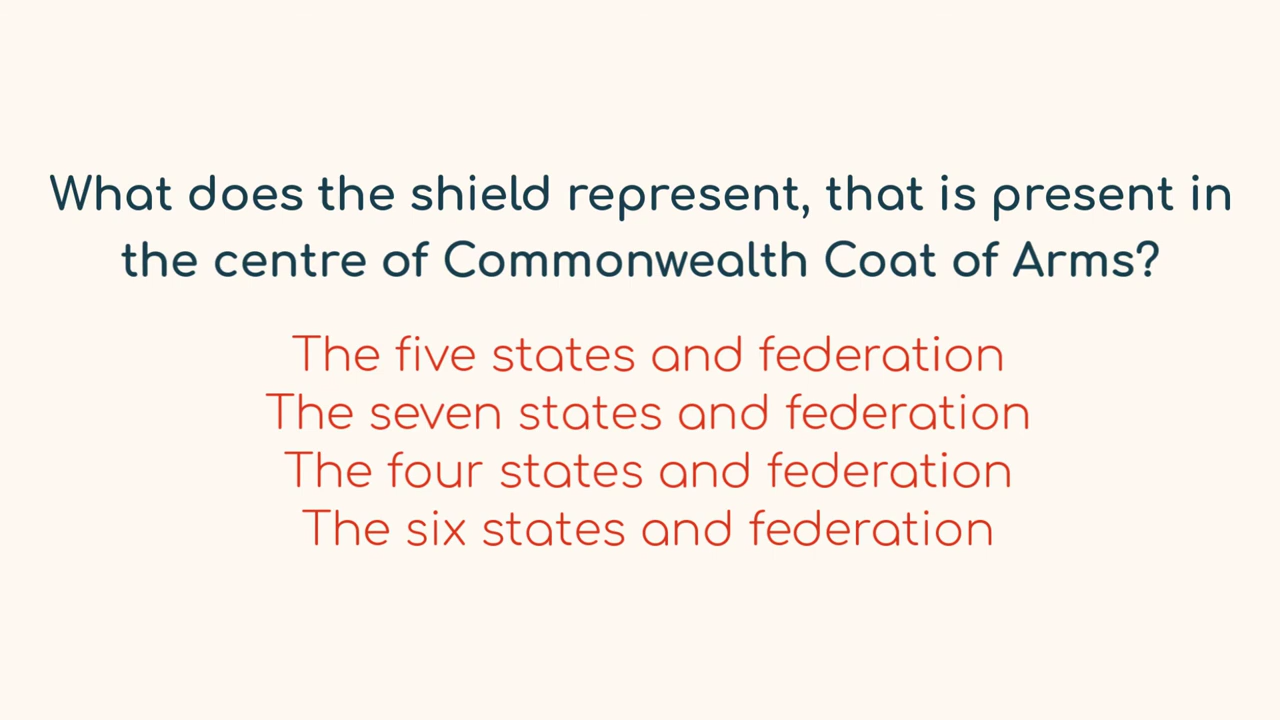 What does the shield represent, that is present in
the centre of Commonwealth Coat of Arms?
The five states and federation
The seven states and federation
The four states and federation
The six states and federation